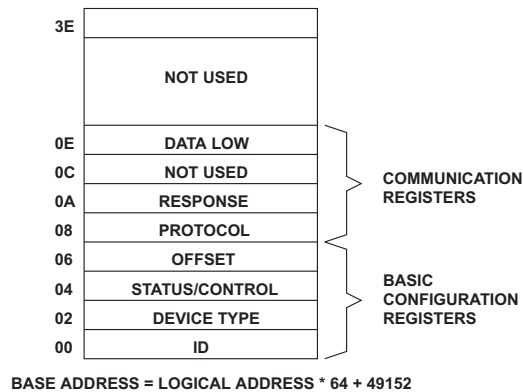 3E
NOT USED
0E DATA LOW
0C NOT USED
0A RESPONSE
08 PROTOCOL
COMMUNICATION
REGISTERS
06 OFFSET
04 STATUS/CONTROL
02 DEVICE TYPE
00 ID
BASIC
CONFIGURATION
REGISTERS
BASE ADDRESS = LOGICAL ADDRESS * 64 + 49152